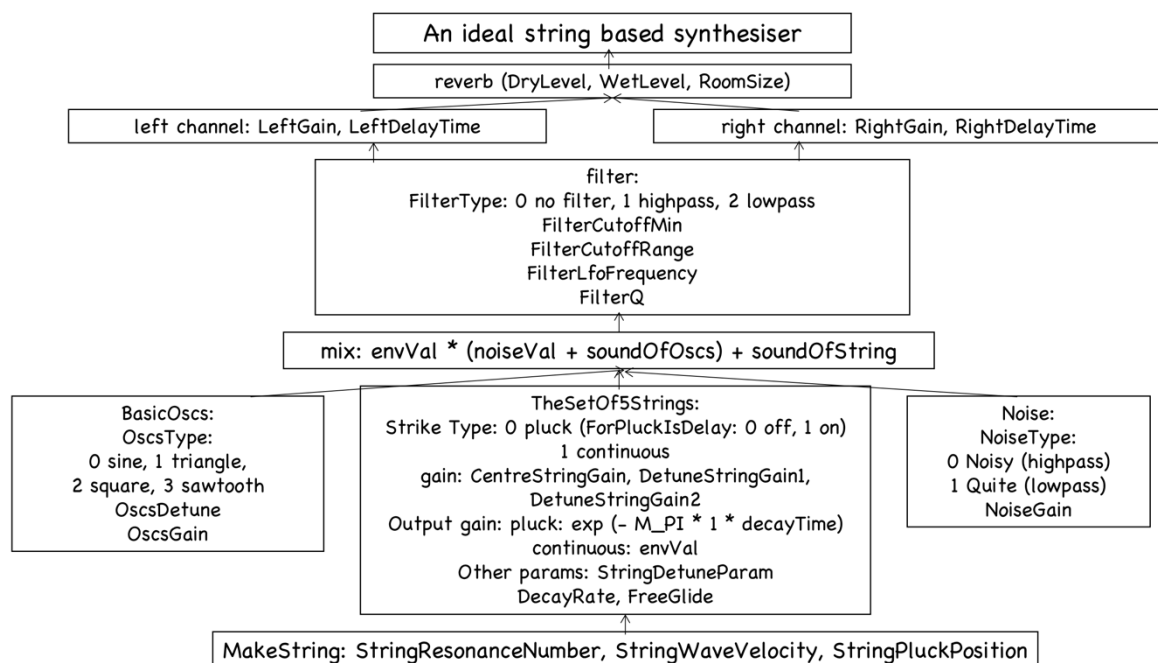 An ideal string based synthesiser
reverb (DryLevel, WetLevel, RoomSize)
left channel: LeftGain, LeftDelayTime
right channel: RightGain, RightDelayTime
filter:
FilterType: 0 no filter, 1 highpass, 2 lowpass
FilterCutoffMin
FilterCutoffRange
FilterLfoFrequency
FilterQ
mix: envVal * (noiseVal + soundOfOscs) + soundOfString
BasicOscs:
OscsType:
0 sine, 1 triangle,
2 square, 3 sawtooth
OscsDetune
OscsGain
TheSetOf5Strings:
Strike Type: 0 pluck (ForPluckIsDelay: 0 off, 1 on)
1 continuous
gain: CentreStringGain, DetuneStringGain1,
DetuneStringGain2
Output gain: pluck: exp (- M_PI * 1 * decayTime)
continuous: envVal
Other params: StringDetuneParam
DecayRate, FreeGlide
Noise:
NoiseType:
0 Noisy (highpass)
1 Quite (lowpass)
NoiseGain
MakeString: StringResonanceNumber, StringWaveVelocity, StringPluckPosition